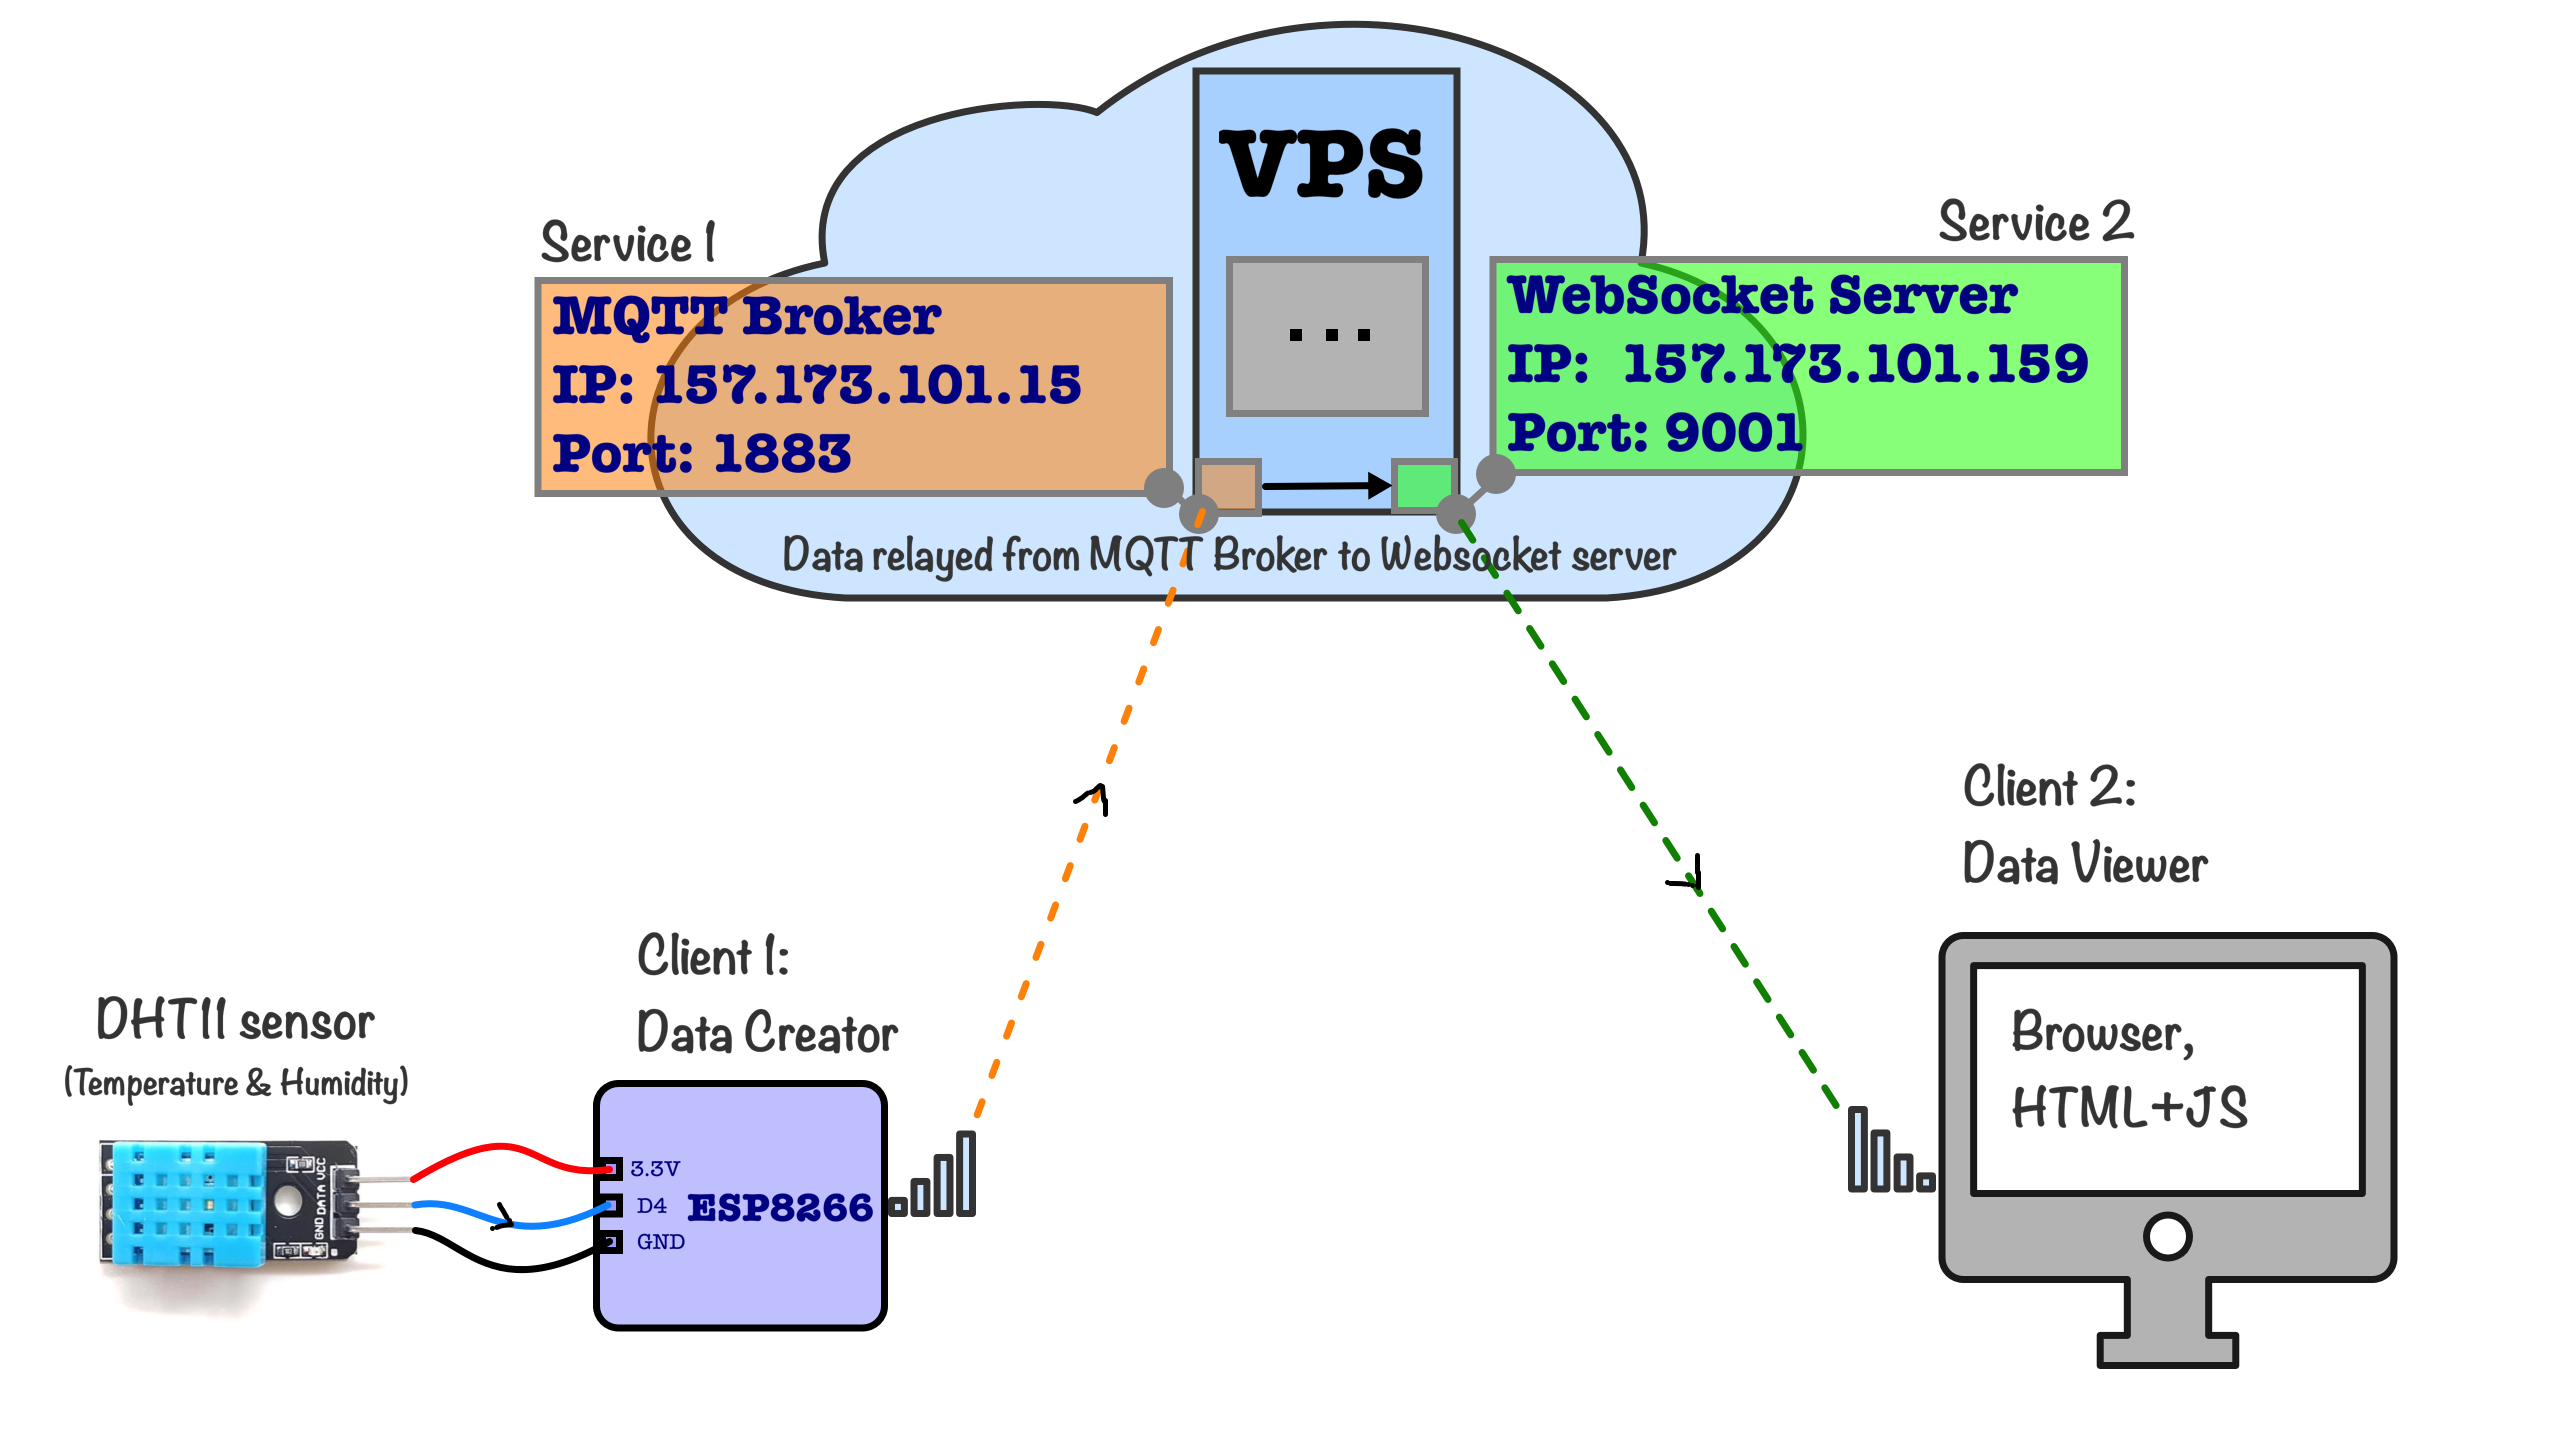 VPS
Service 1
MQTT Broker
IP: 157.173.101.15
Port: 1883
...
Service 2
WebSocket Server
IP: 157.173.101.159
Port: 9001
Data relayed from MQTT Broker to Websocket server
Client 2:
Data Viewer
Browser,
HTML+JS
Client 1:
Data Creator
3.3V
D4
GND
ESP8266
DHT11 sensor
(Temperature & Humidity)
GND DATA VCC